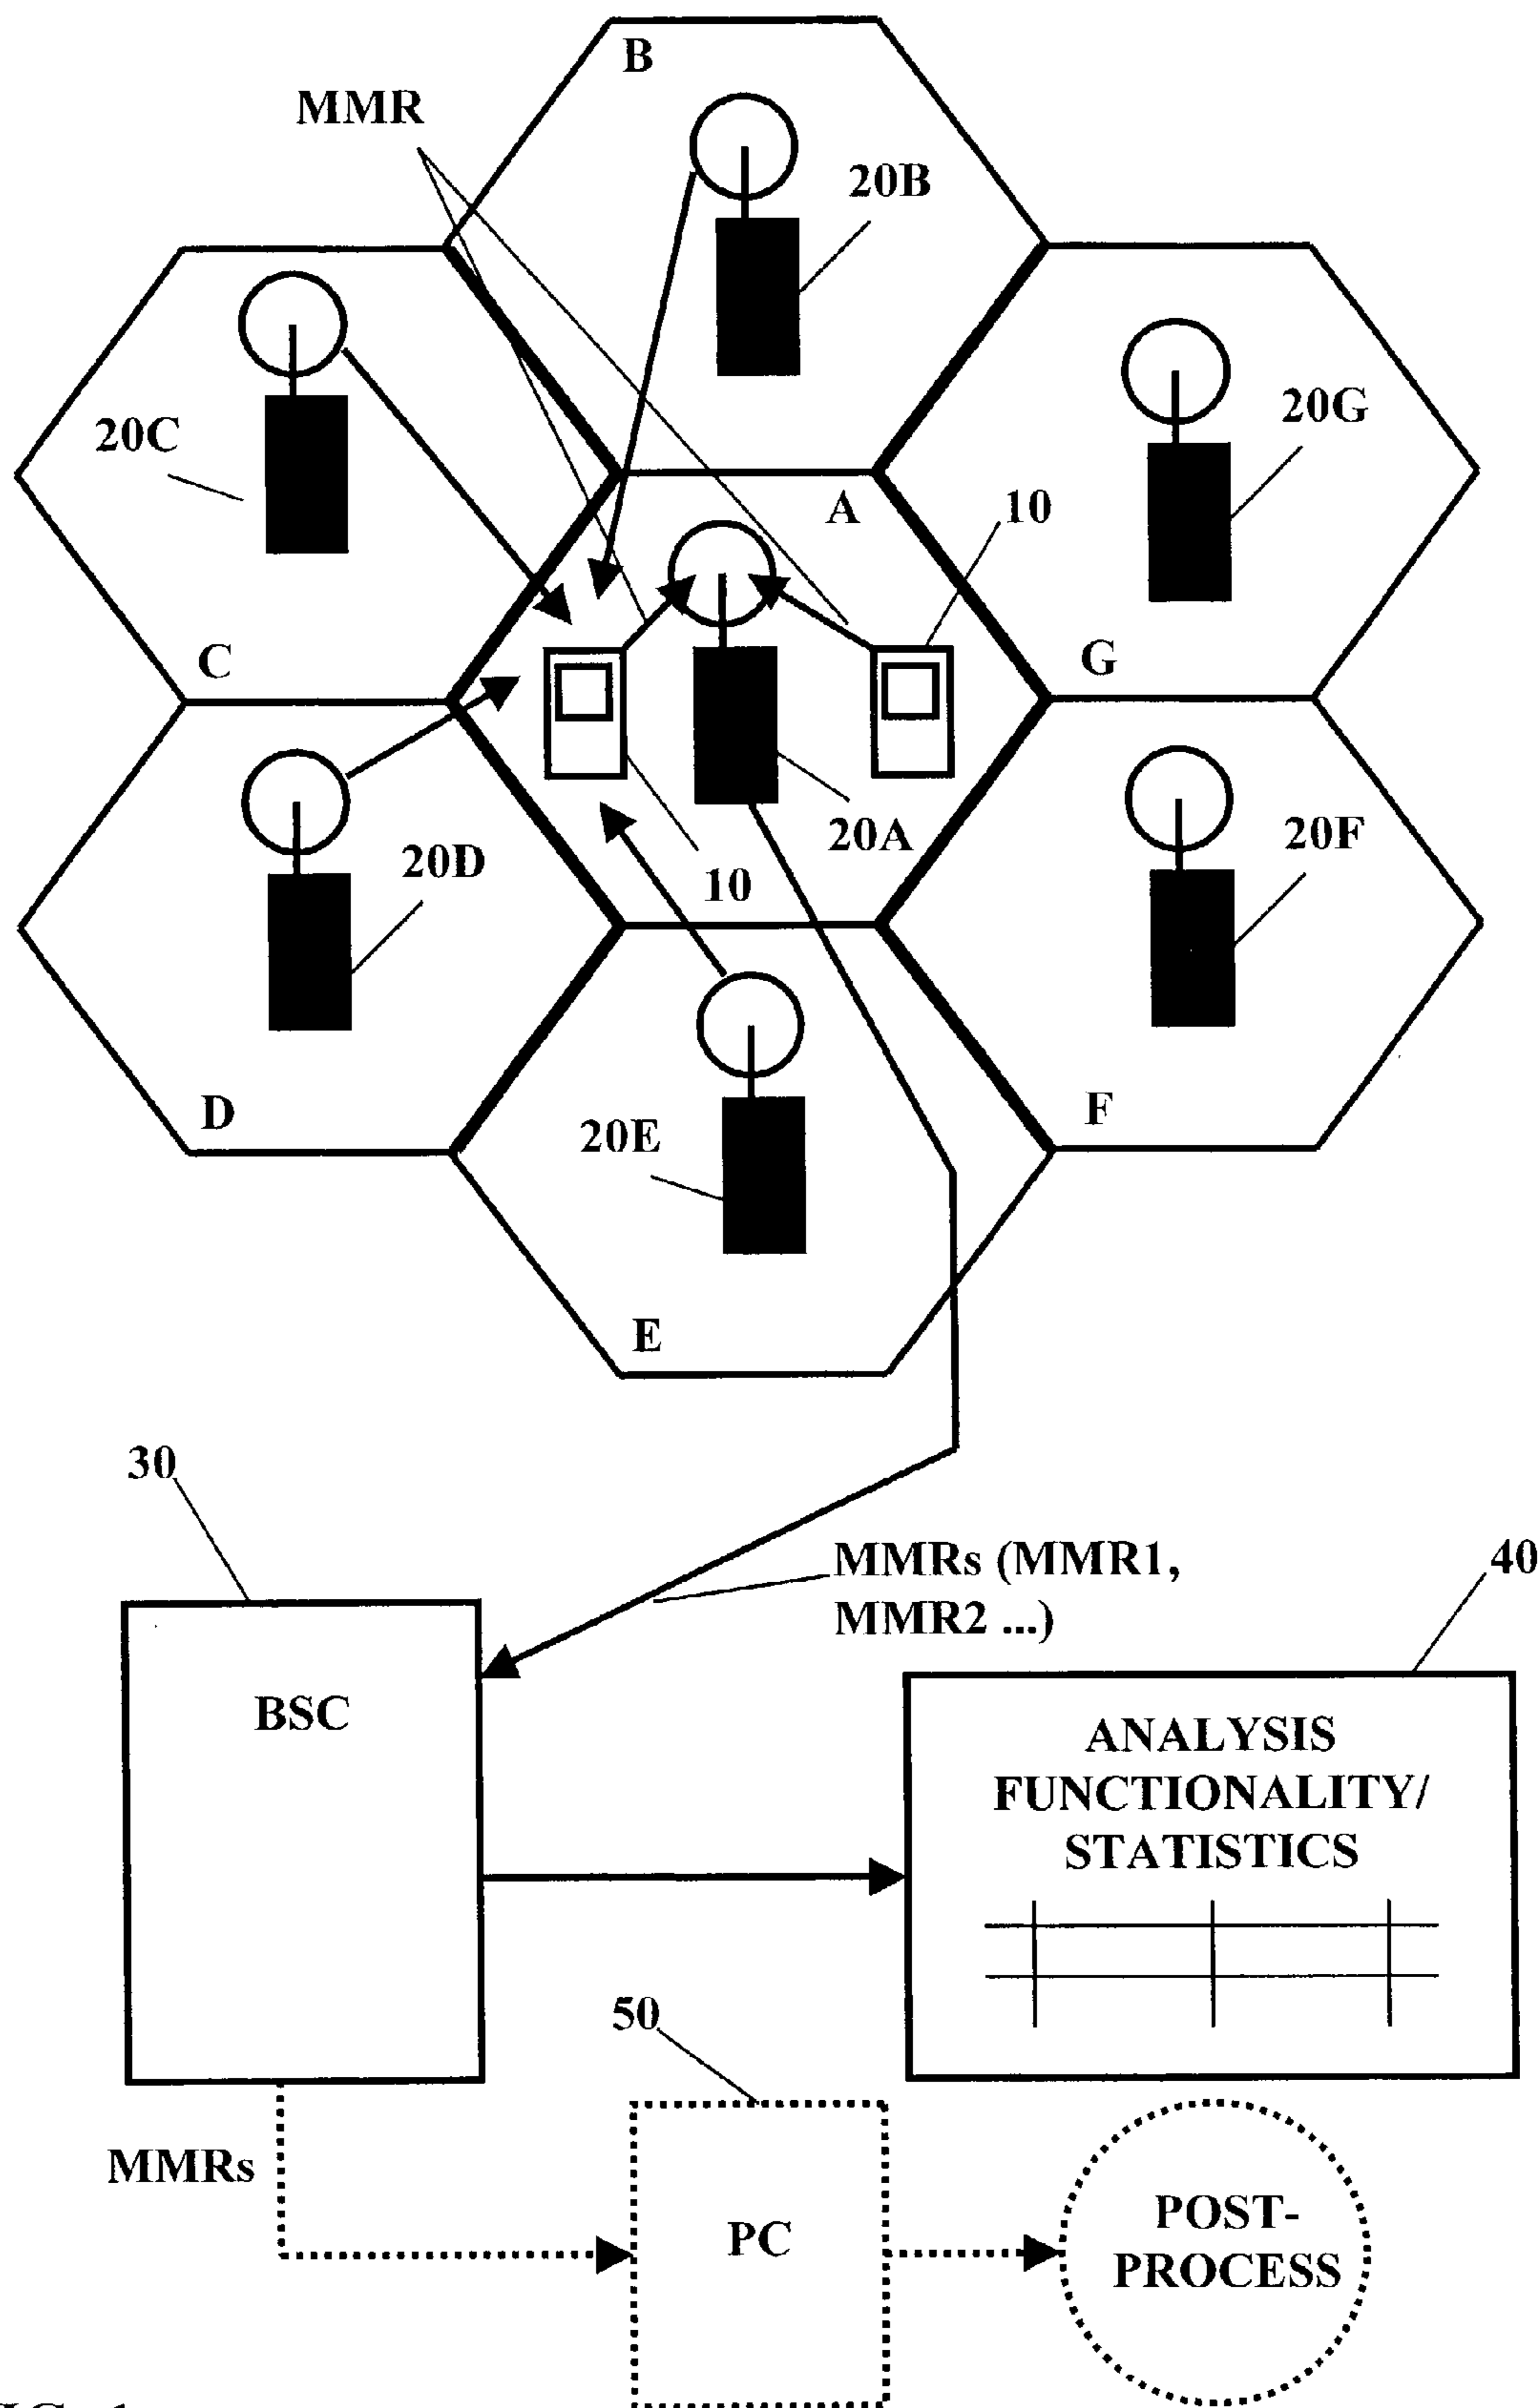 B
MMR
20B
20C
20G
A
10
C
G
20A
20F
20D
10
D
F
20E
E
30
MMRs (MMR1,
MMR2 ...)
40
BSC
ANALYSIS
FUNCTIONALITY/
STATISTICS
50
MMRs
PC
POST-
PROCESS